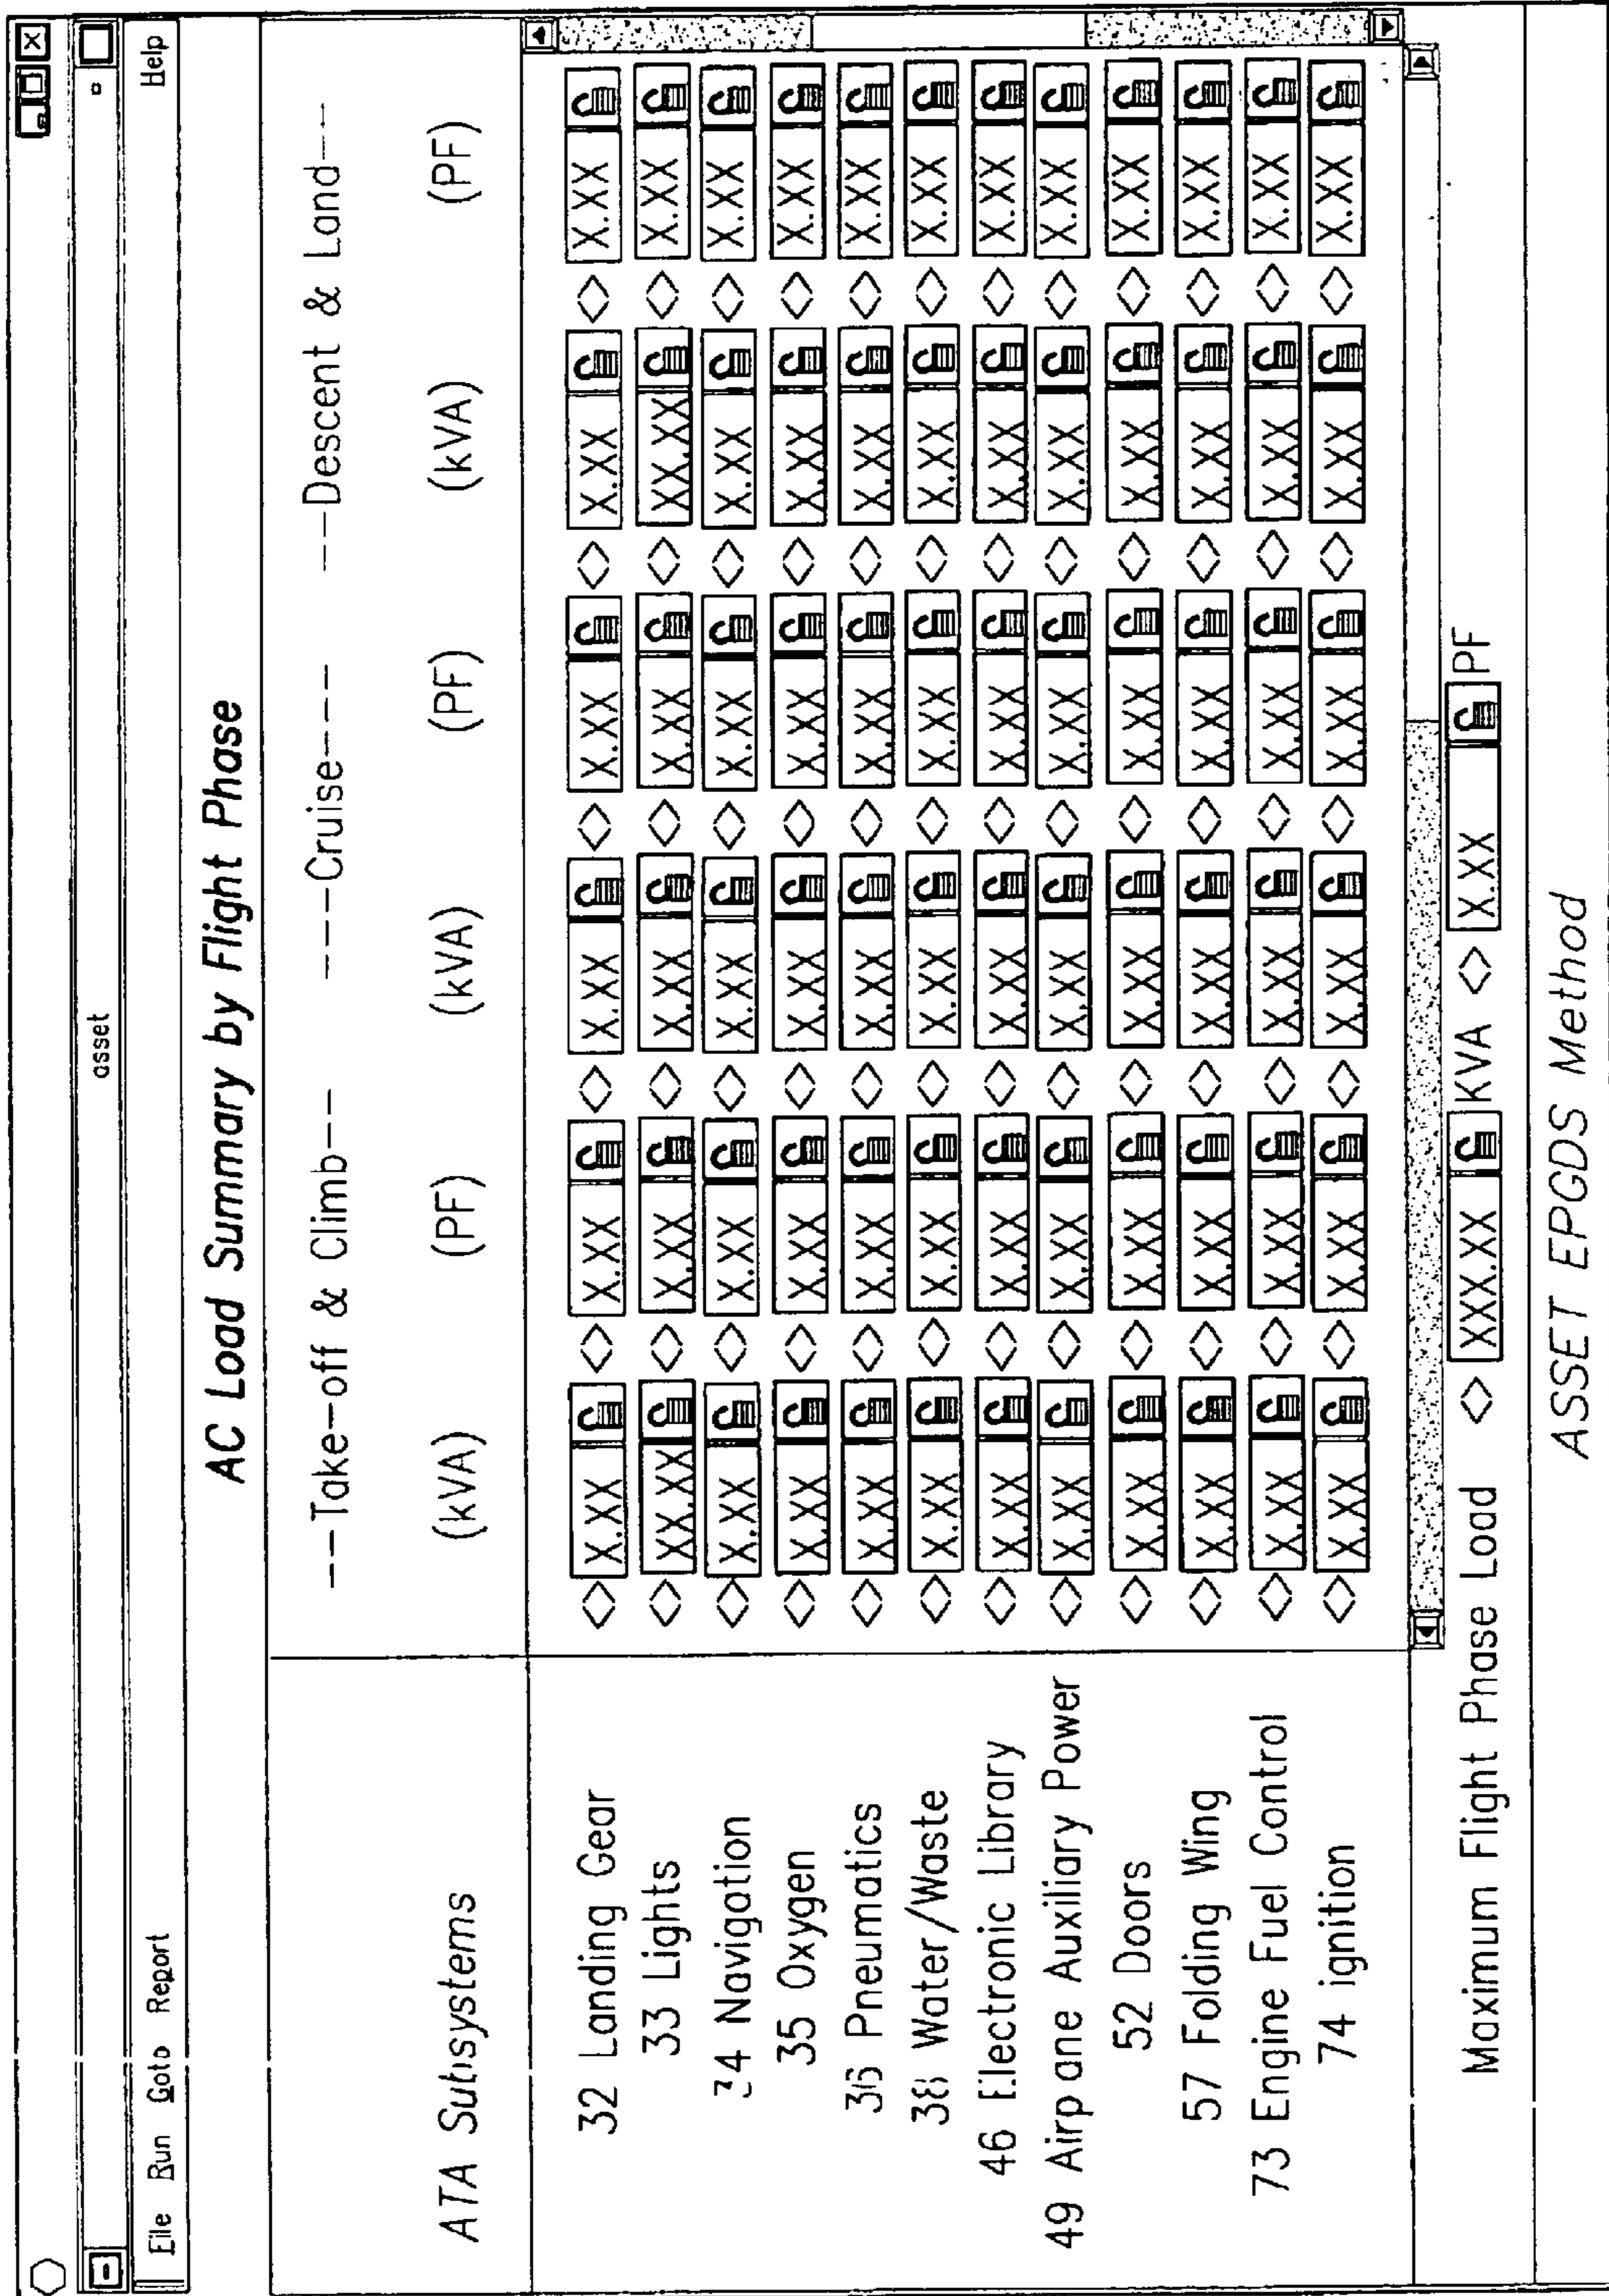 asset
File Run Goto Report Help
AC Load Summary by Flight Phase
--Take-off & Climb-- ---Cruise--- --Descent & Land--
ATA Subsystems (kVA) (PF) (kVA) (PF) (kVA) (PF)
32 Landing Gear X.XX X.XX X.XX X.XX X.XX X.XX
33 Lights XXX.XX X.XX X.XX X.XX XXX.XX X.XX
34 Navigation X.XX X.XX X.XX X.XX X.XX X.XX
35 Oxygen X.XX X.XX X.XX X.XX X.XX X.XX
36 Pneumatics X.XX X.XX X.XX X.XX X.XX X.XX
38 Water/Waste X.XX X.XX X.XX X.XX X.XX X.XX
46 Electronic Library X.XX X.XX X.XX X.XX X.XX X.XX
49 Airplane Auxiliary Power X.XX X.XX X.XX X.XX X.XX X.XX
52 Doors X.XX X.XX X.XX X.XX X.XX X.XX
57 Folding Wing X.XX X.XX X.XX X.XX X.XX X.XX
73 Engine Fuel Control X.XX X.XX X.XX X.XX X.XX X.XX
74 ignition X.XX X.XX X.XX X.XX X.XX X.XX
Maximum Flight Phase Load XXX.XX KVA X.XX PF
ASSET EPGDS Method